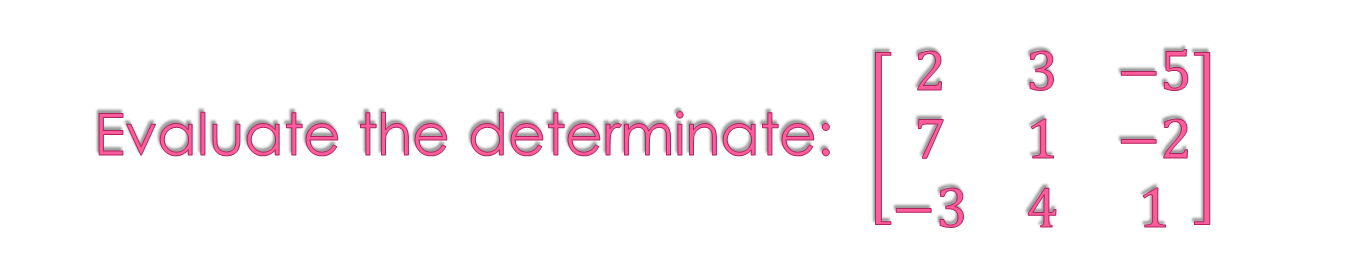 Evaluate the determinate:
2 3 −5
7 1 −2
−3 4 1